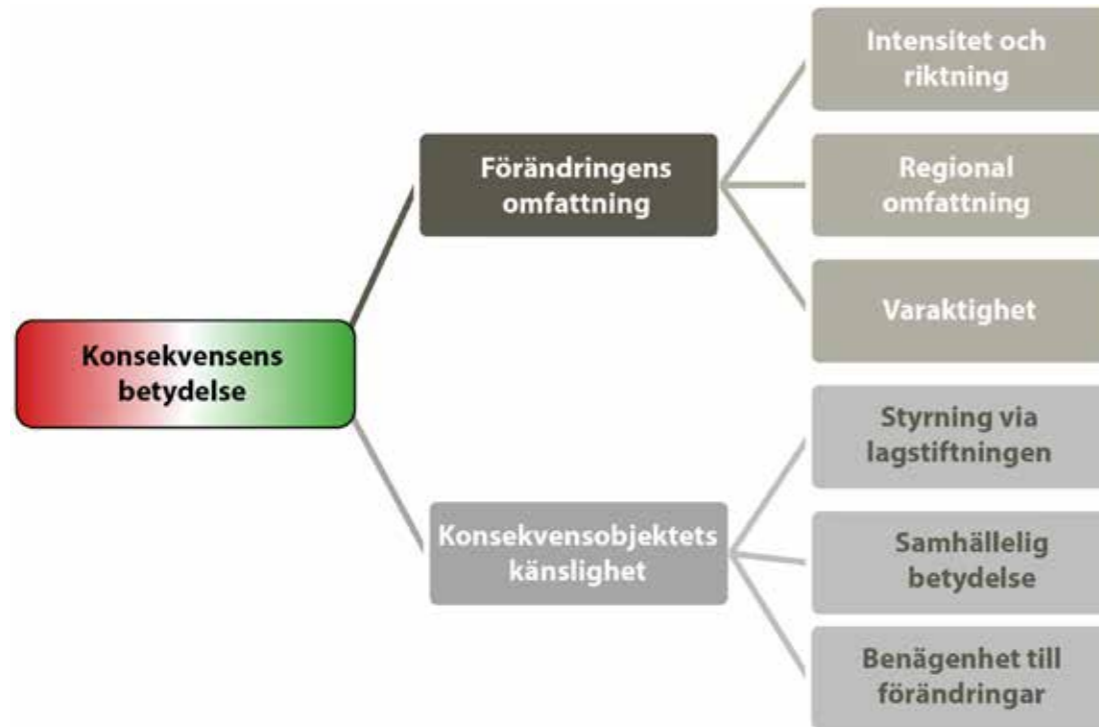 Konsekvensens
betydelse
Förändringens
omfattning
Intensitet och
riktning
Regional
omfattning
Varaktighet
Konsekvensobjektets
känslighet
Styrning via
lagstiftningen
Samhällelig
betydelse
Benägenhet till
förändringar